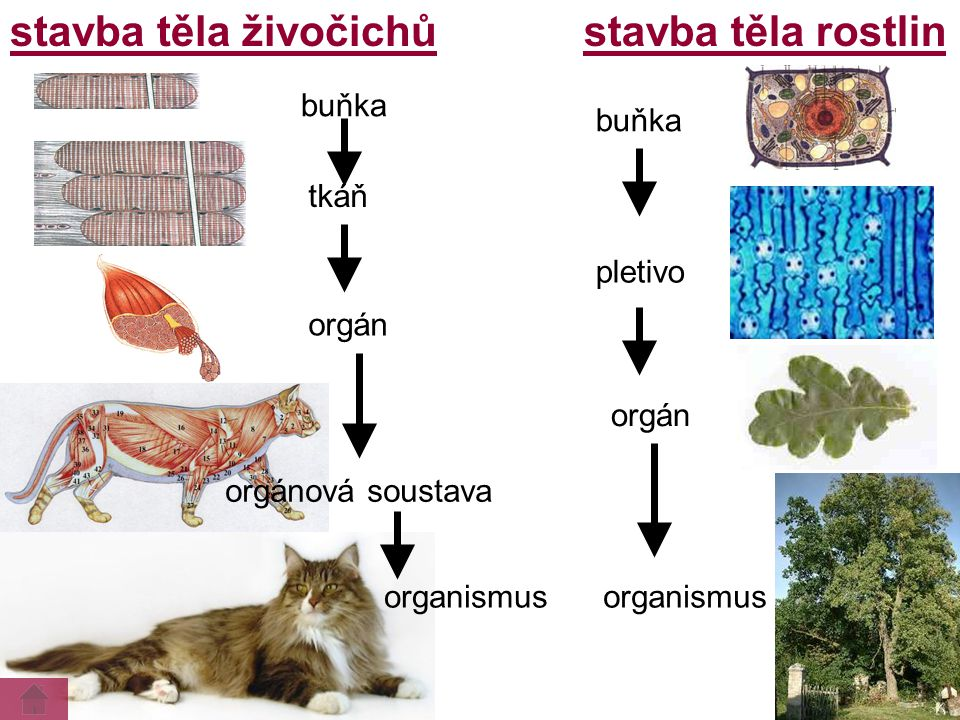 stavba těla živočichů
buňka
tkáň
orgán
orgánová soustava
organismus
stavba těla rostlin
buňka
pletivo
orgán
organismus